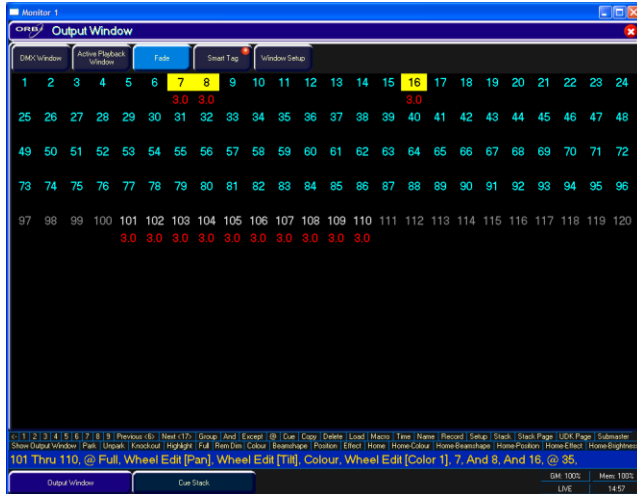 Monitor 1
ORB Output Window
DMX Window Active Playback Window Fade Smart Tag Window Setup
1 2 3 4 5 6 7 8 9 10 11 12 13 14 15 16 17 18 19 20 21 22 23 24
3.0 3.0 3.0
25 26 27 28 29 30 31 32 33 34 35 36 37 38 39 40 41 42 43 44 45 46 47 48
49 50 51 52 53 54 55 56 57 58 59 60 61 62 63 64 65 66 67 68 69 70 71 72
73 74 75 76 77 78 79 80 81 82 83 84 85 86 87 88 89 90 91 92 93 94 95 96
97 98 99 100 101 102 103 104 105 106 107 108 109 110 111 112 113 114 115 116 117 118 119 120
3.0 3.0 3.0 3.0 3.0 3.0 3.0 3.0 3.0 3.0
<- 1 2 3 4 5 6 7 8 9 Previous <6> Next <17> Group And Except @ Cue Copy Delete Load Macro Time Name Record Setup Stack Stack Page UDK Page Submaster
Show Output Window Park Unpark Knockout Highlight Full Rem Dim Colour Beamshape Position Effect Home Home-Colour Home-Beamshape Home-Position Home-Effect Home-Brightness
101 Thru 110, @ Full, Wheel Edit [Pan], Wheel Edit [Tilt], Colour, Wheel Edit [Color 1], 7, And 8, And 16, @ 35,
Output Window Cue Stack GM: 100% Mem: 100%
LIVE 14:57